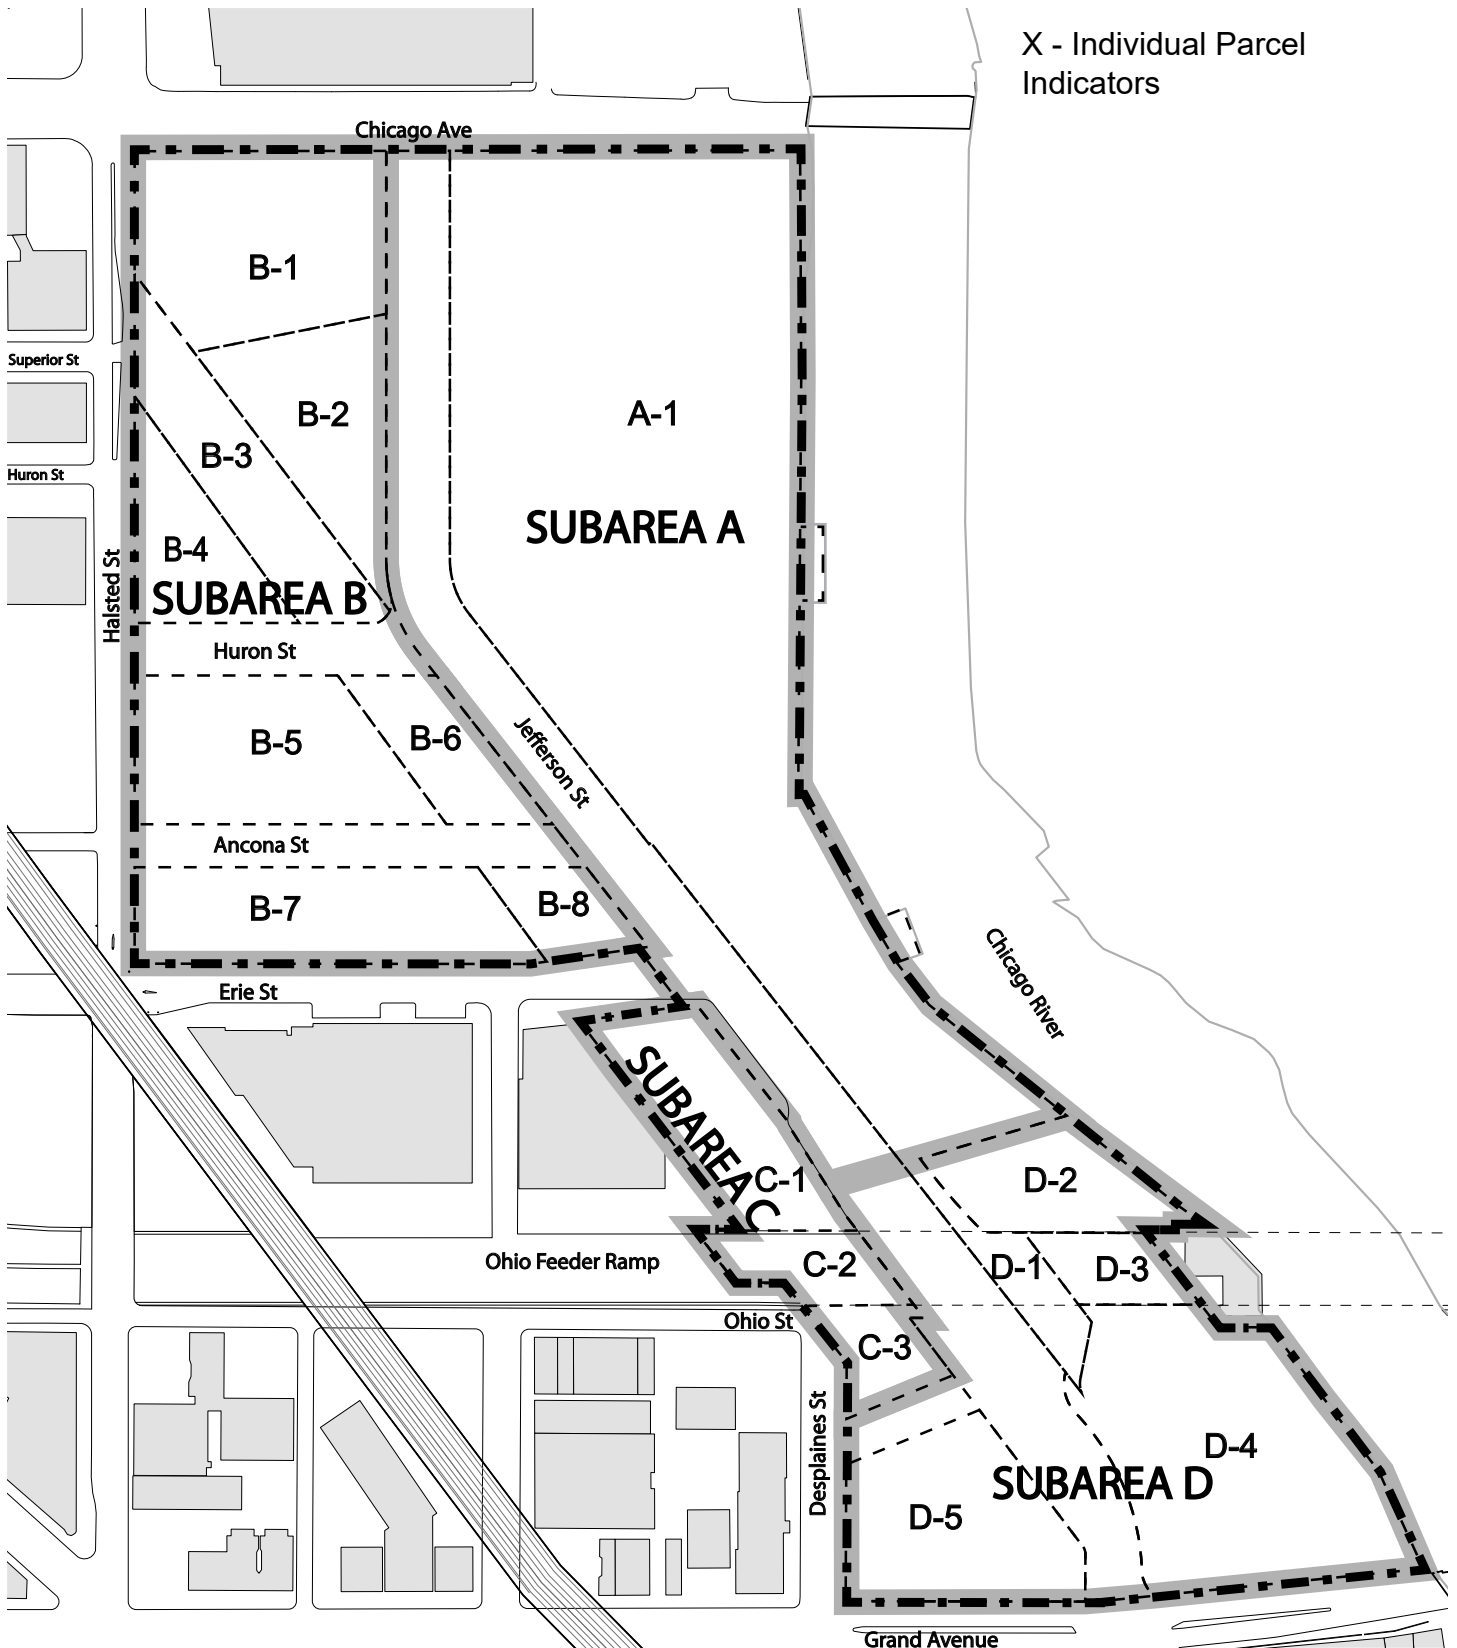 X - Individual Parcel
Indicators
Chicago Ave
B-1
Superior St
B-2
A-1
B-3
Huron St
SUBAREA A
B-4
Halsted St
SUBAREA B
Huron St
B-5
B-6
Jefferson St
Ancona St
B-7
B-8
Chicago River
Erie St
SUBAREA C
C-1
D-2
Ohio Feeder Ramp
C-2
D-1
D-3
Ohio St
C-3
Desplaines St
D-4
SUBAREA D
D-5
Grand Avenue